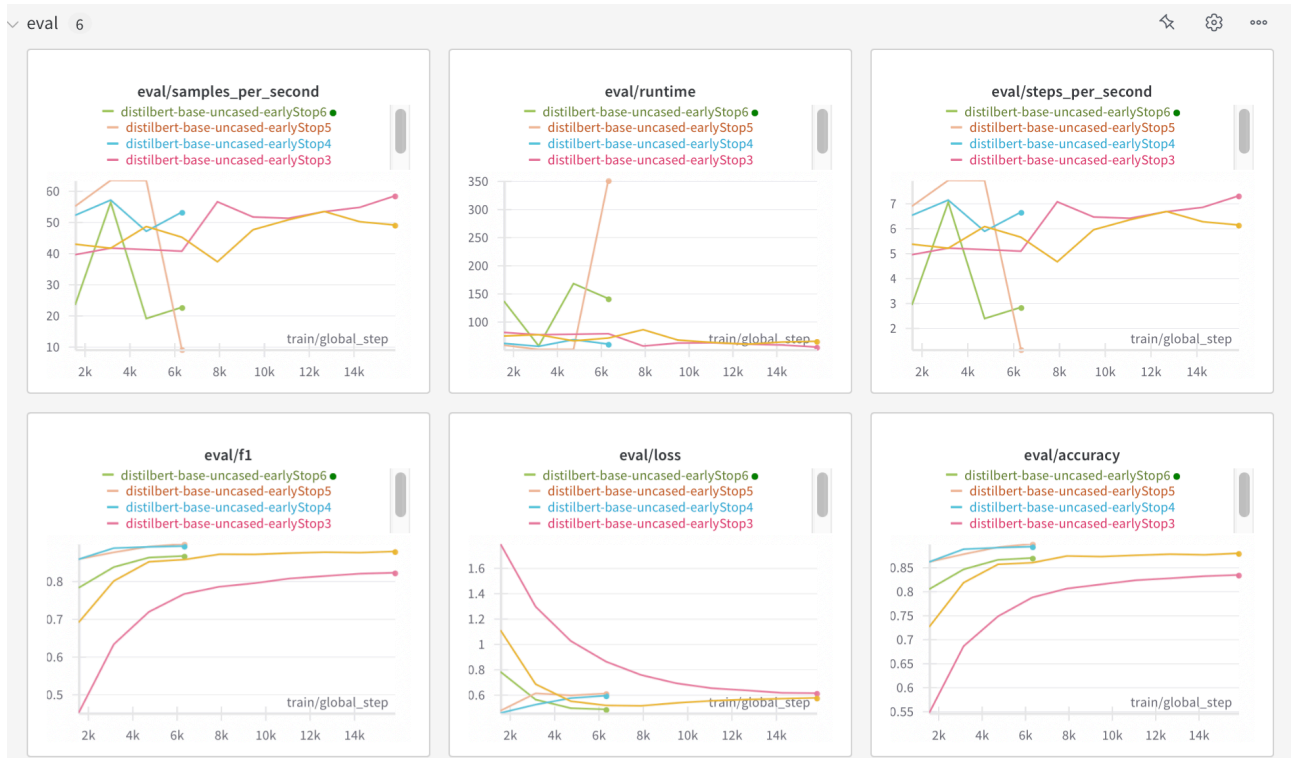 eval 6
eval/samples_per_second
distilbert-base-uncased-earlyStop6
distilbert-base-uncased-earlyStop5
distilbert-base-uncased-earlyStop4
distilbert-base-uncased-earlyStop3
60
50
40
30
20
10
train/global_step
2k 4k 6k 8k 10k 12k 14k
eval/runtime
distilbert-base-uncased-earlyStop6
distilbert-base-uncased-earlyStop5
distilbert-base-uncased-earlyStop4
distilbert-base-uncased-earlyStop3
350
300
250
200
150
100
train/global_step
2k 4k 6k 8k 10k 12k 14k
eval/steps_per_second
distilbert-base-uncased-earlyStop6
distilbert-base-uncased-earlyStop5
distilbert-base-uncased-earlyStop4
distilbert-base-uncased-earlyStop3
7
6
5
4
3
2
train/global_step
2k 4k 6k 8k 10k 12k 14k
eval/f1
distilbert-base-uncased-earlyStop6
distilbert-base-uncased-earlyStop5
distilbert-base-uncased-earlyStop4
distilbert-base-uncased-earlyStop3
0.8
0.7
0.6
0.5
train/global_step
2k 4k 6k 8k 10k 12k 14k
eval/loss
distilbert-base-uncased-earlyStop6
distilbert-base-uncased-earlyStop5
distilbert-base-uncased-earlyStop4
distilbert-base-uncased-earlyStop3
1.6
1.4
1.2
1
0.8
0.6
train/global_step
2k 4k 6k 8k 10k 12k 14k
eval/accuracy
distilbert-base-uncased-earlyStop6
distilbert-base-uncased-earlyStop5
distilbert-base-uncased-earlyStop4
distilbert-base-uncased-earlyStop3
0.85
0.8
0.75
0.7
0.65
0.6
0.55
train/global_step
2k 4k 6k 8k 10k 12k 14k